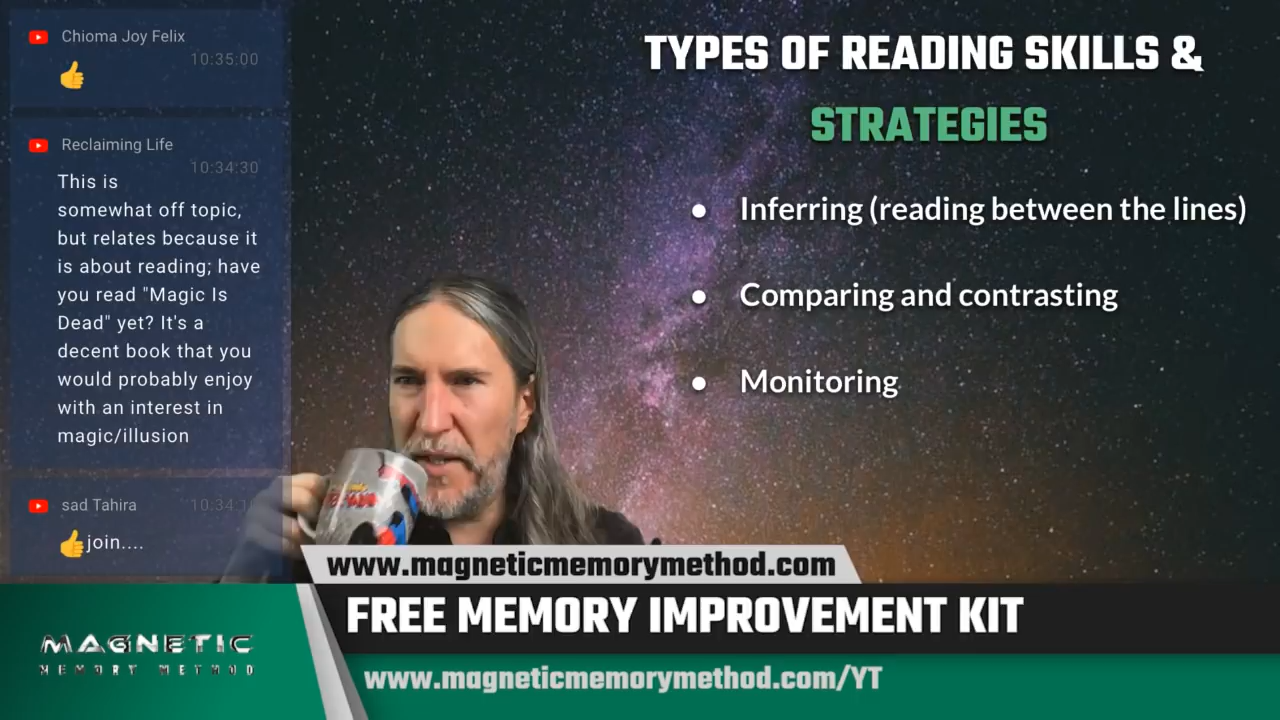 Chioma Joy Felix
10:35:00
👍
Reclaiming Life
10:34:30
This is
somewhat off topic,
but relates because it
is about reading; have
you read "Magic Is
Dead" yet? It's a
decent book that you
would probably enjoy
with an interest in
magic/illusion
sad Tahira
👍join....
TYPES OF READING SKILLS &
STRATEGIES
● Inferring (reading between the lines)
● Comparing and contrasting
● Monitoring
www.magneticmemorymethod.com
FREE MEMORY IMPROVEMENT KIT
www.magneticmemorymethod.com/YT
MAGNETIC
MEMORY METHOD